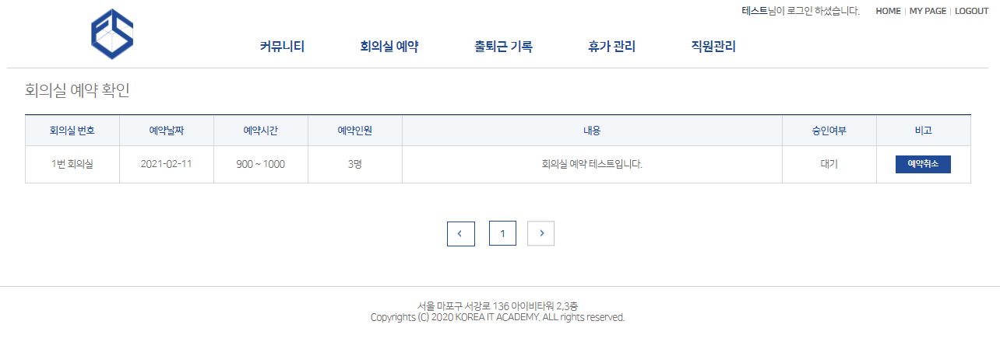 테스트님이 로그인 하셨습니다. HOME | MY PAGE | LOGOUT
커뮤니티 회의실 예약 출퇴근 기록 휴가 관리 직원관리
회의실 예약 확인
회의실 번호 예약날짜 예약시간 예약인원 내용 승인여부 비고
1번 회의실 2021-02-11 900 ~ 1000 3명 회의실 예약 테스트입니다. 대기 예약취소
< 1 >
서울 마포구 서강로 136 아이비타워 2,3층
Copyrights (C) 2020 KOREA IT ACADEMY. ALL rights reserved.